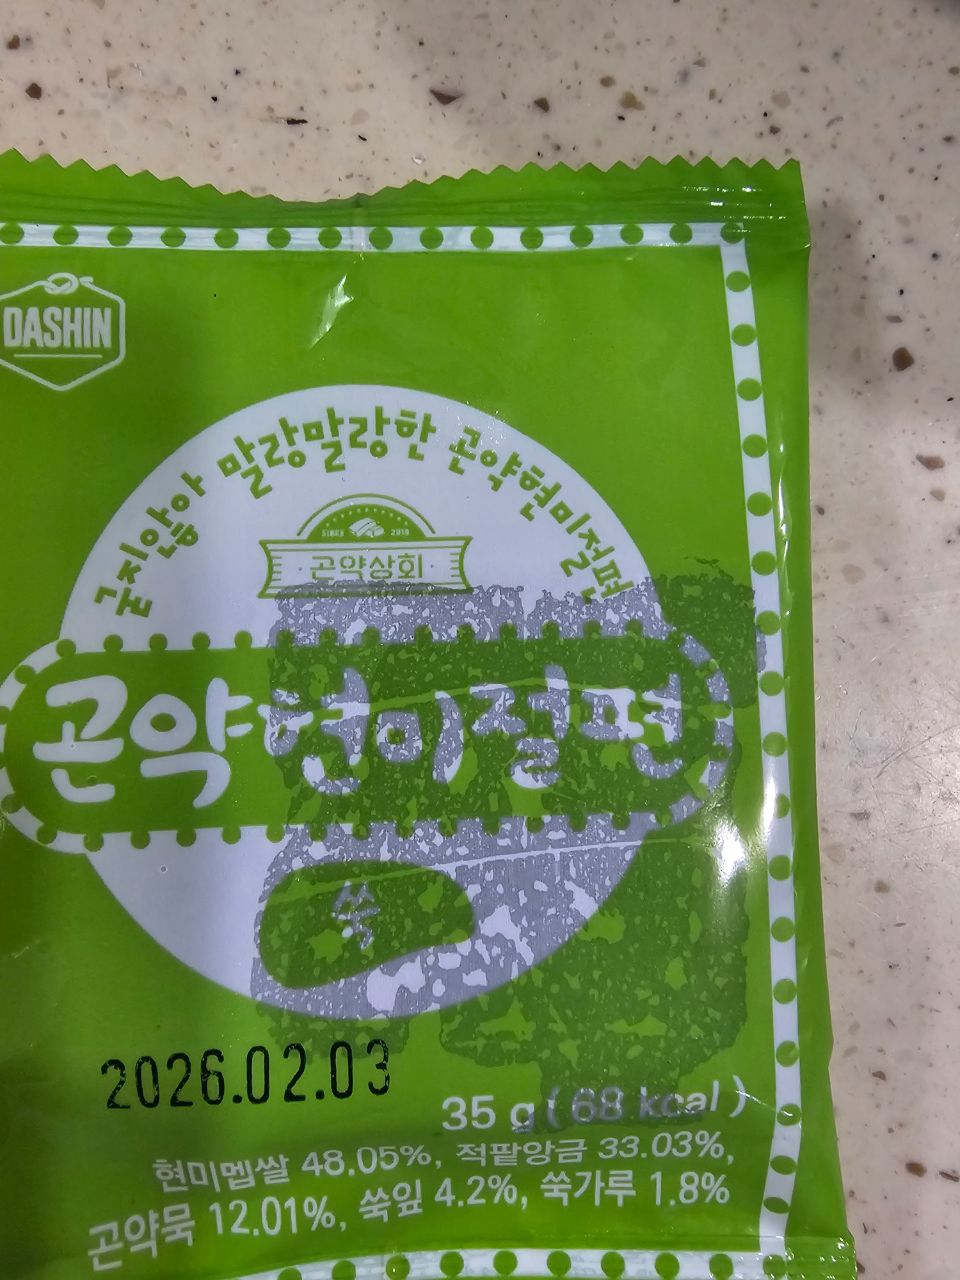 DASHIN
굳지않아 말랑말랑한 곤약현미절편
SINCE 2018
곤약상회
곤약현미절편
쑥
2026.02.03
35 g ( 68 kcal )
현미멥쌀 48.05%, 적팥앙금 33.03%,
곤약묵 12.01%, 쑥잎 4.2%, 쑥가루 1.8%